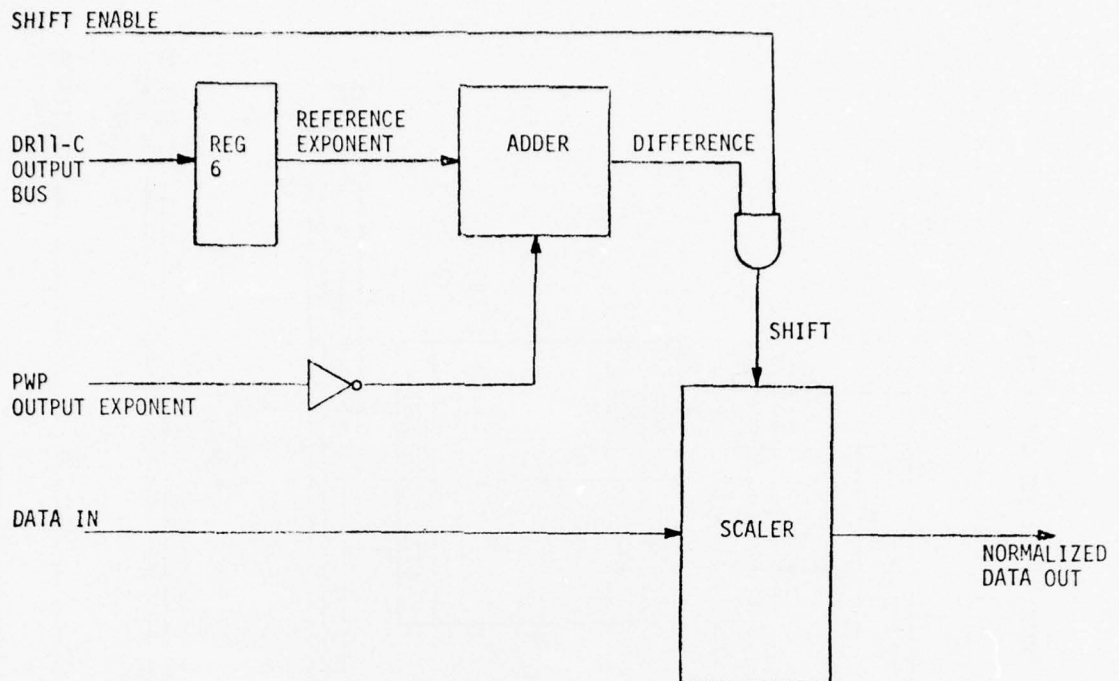 SHIFT ENABLE
DR11-C
OUTPUT
BUS
REG
6
REFERENCE
EXPONENT
ADDER
DIFFERENCE
SHIFT
PWP
OUTPUT EXPONENT
DATA IN
SCALER
NORMALIZED
DATA OUT